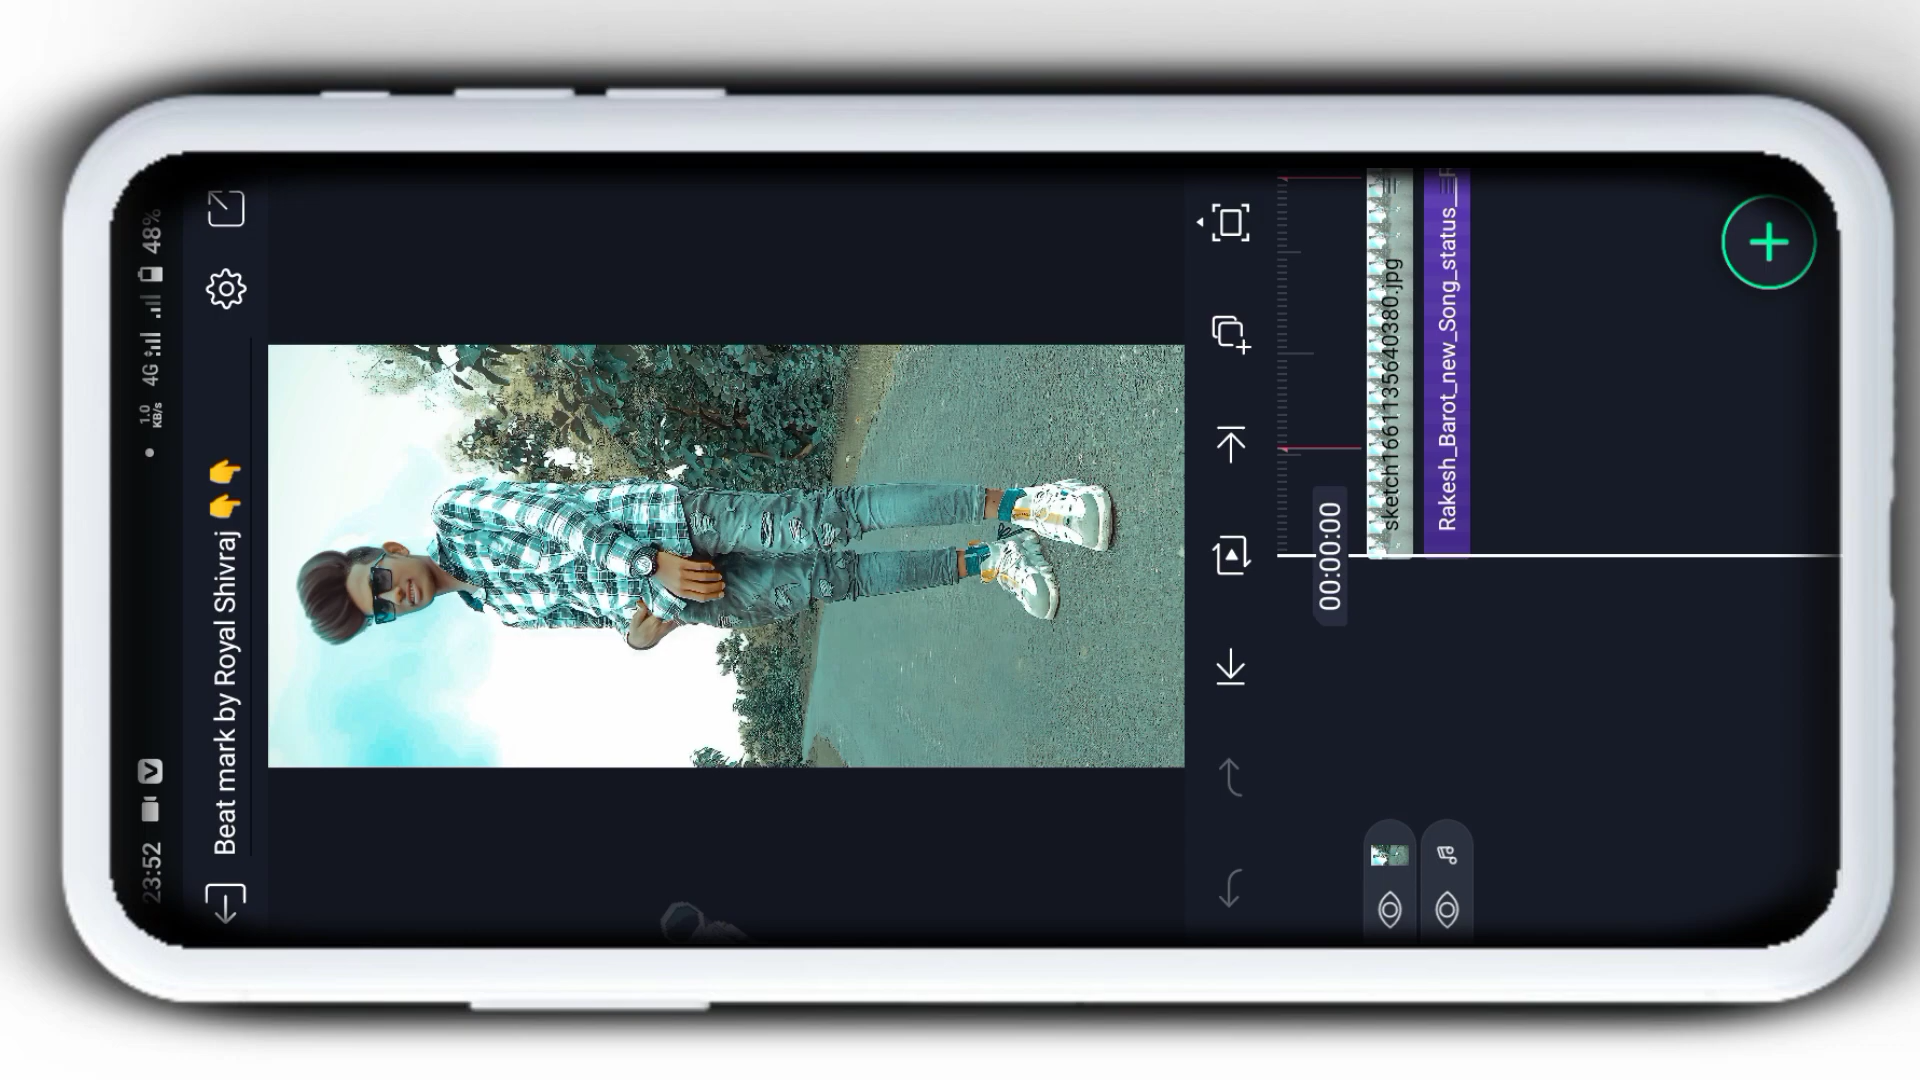 23:52
1.0 KB/s
4G
48%
Beat mark by Royal Shivraj 👉 👉
00:00:00
sketch1661135640380.jpg
Rakesh_Barot_new_Song_status_